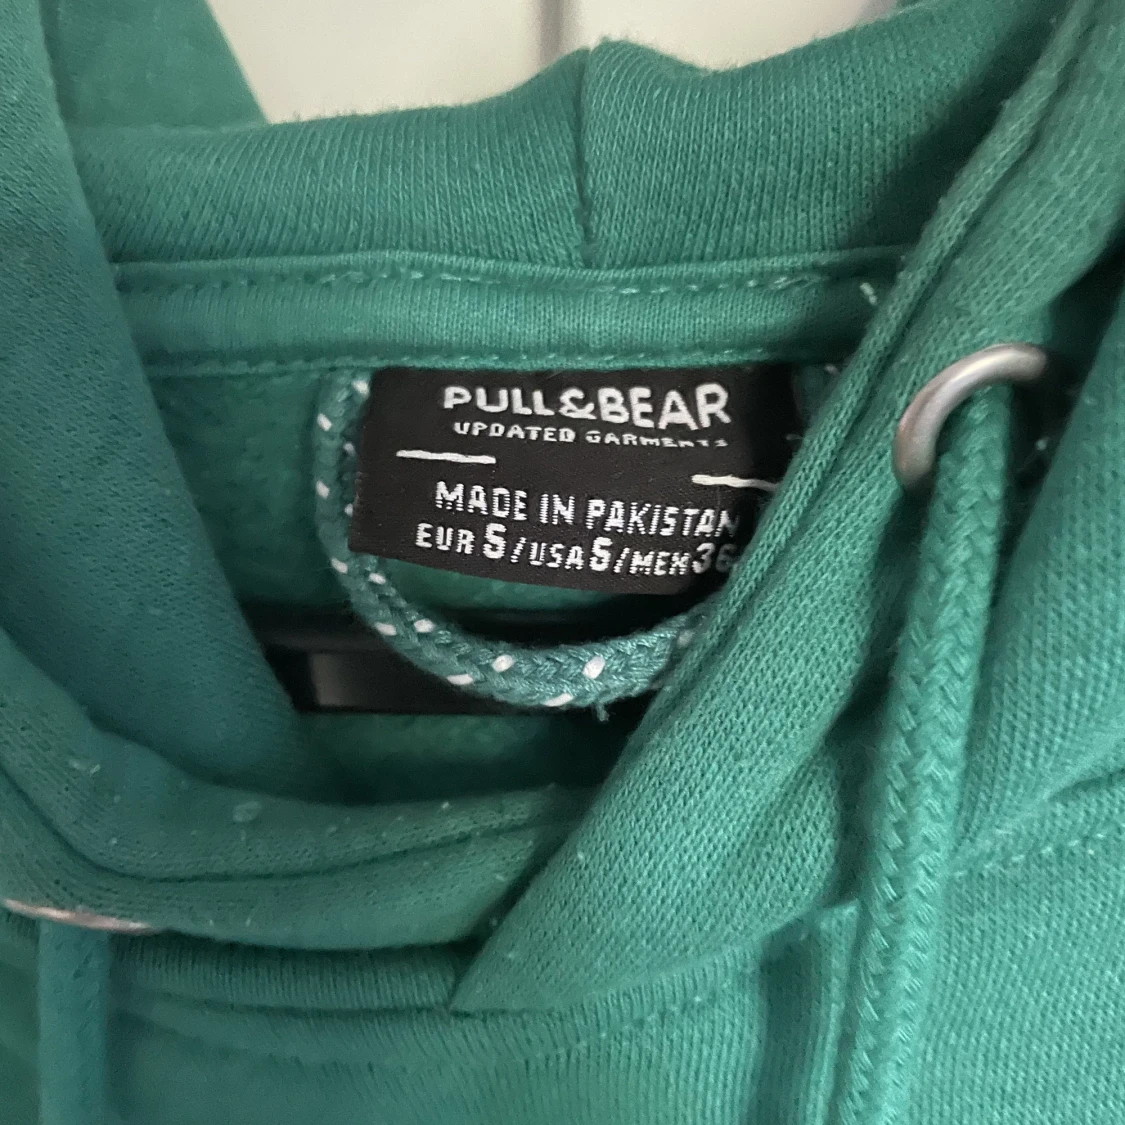 PULL&BEAR
UPDATED GARMENTS
MADE IN PAKISTAN
EUR S/USA S/MEX 36